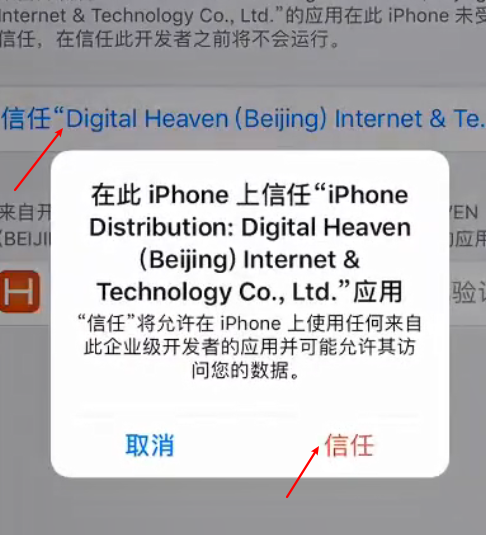 Internet & Technology Co., Ltd.”的应用在此 iPhone 未受
信任，在信任此开发者之前将不会运行。
信任“Digital Heaven (Beijing) Internet & Te.
在此 iPhone 上信任“iPhone
Distribution: Digital Heaven
(Beijing) Internet &
Technology Co., Ltd.”应用
“信任”将允许在 iPhone 上使用任何来自
此企业级开发者的应用并可能允许其访
问您的数据。
来自开
(BEIJI
验证
取消
信任